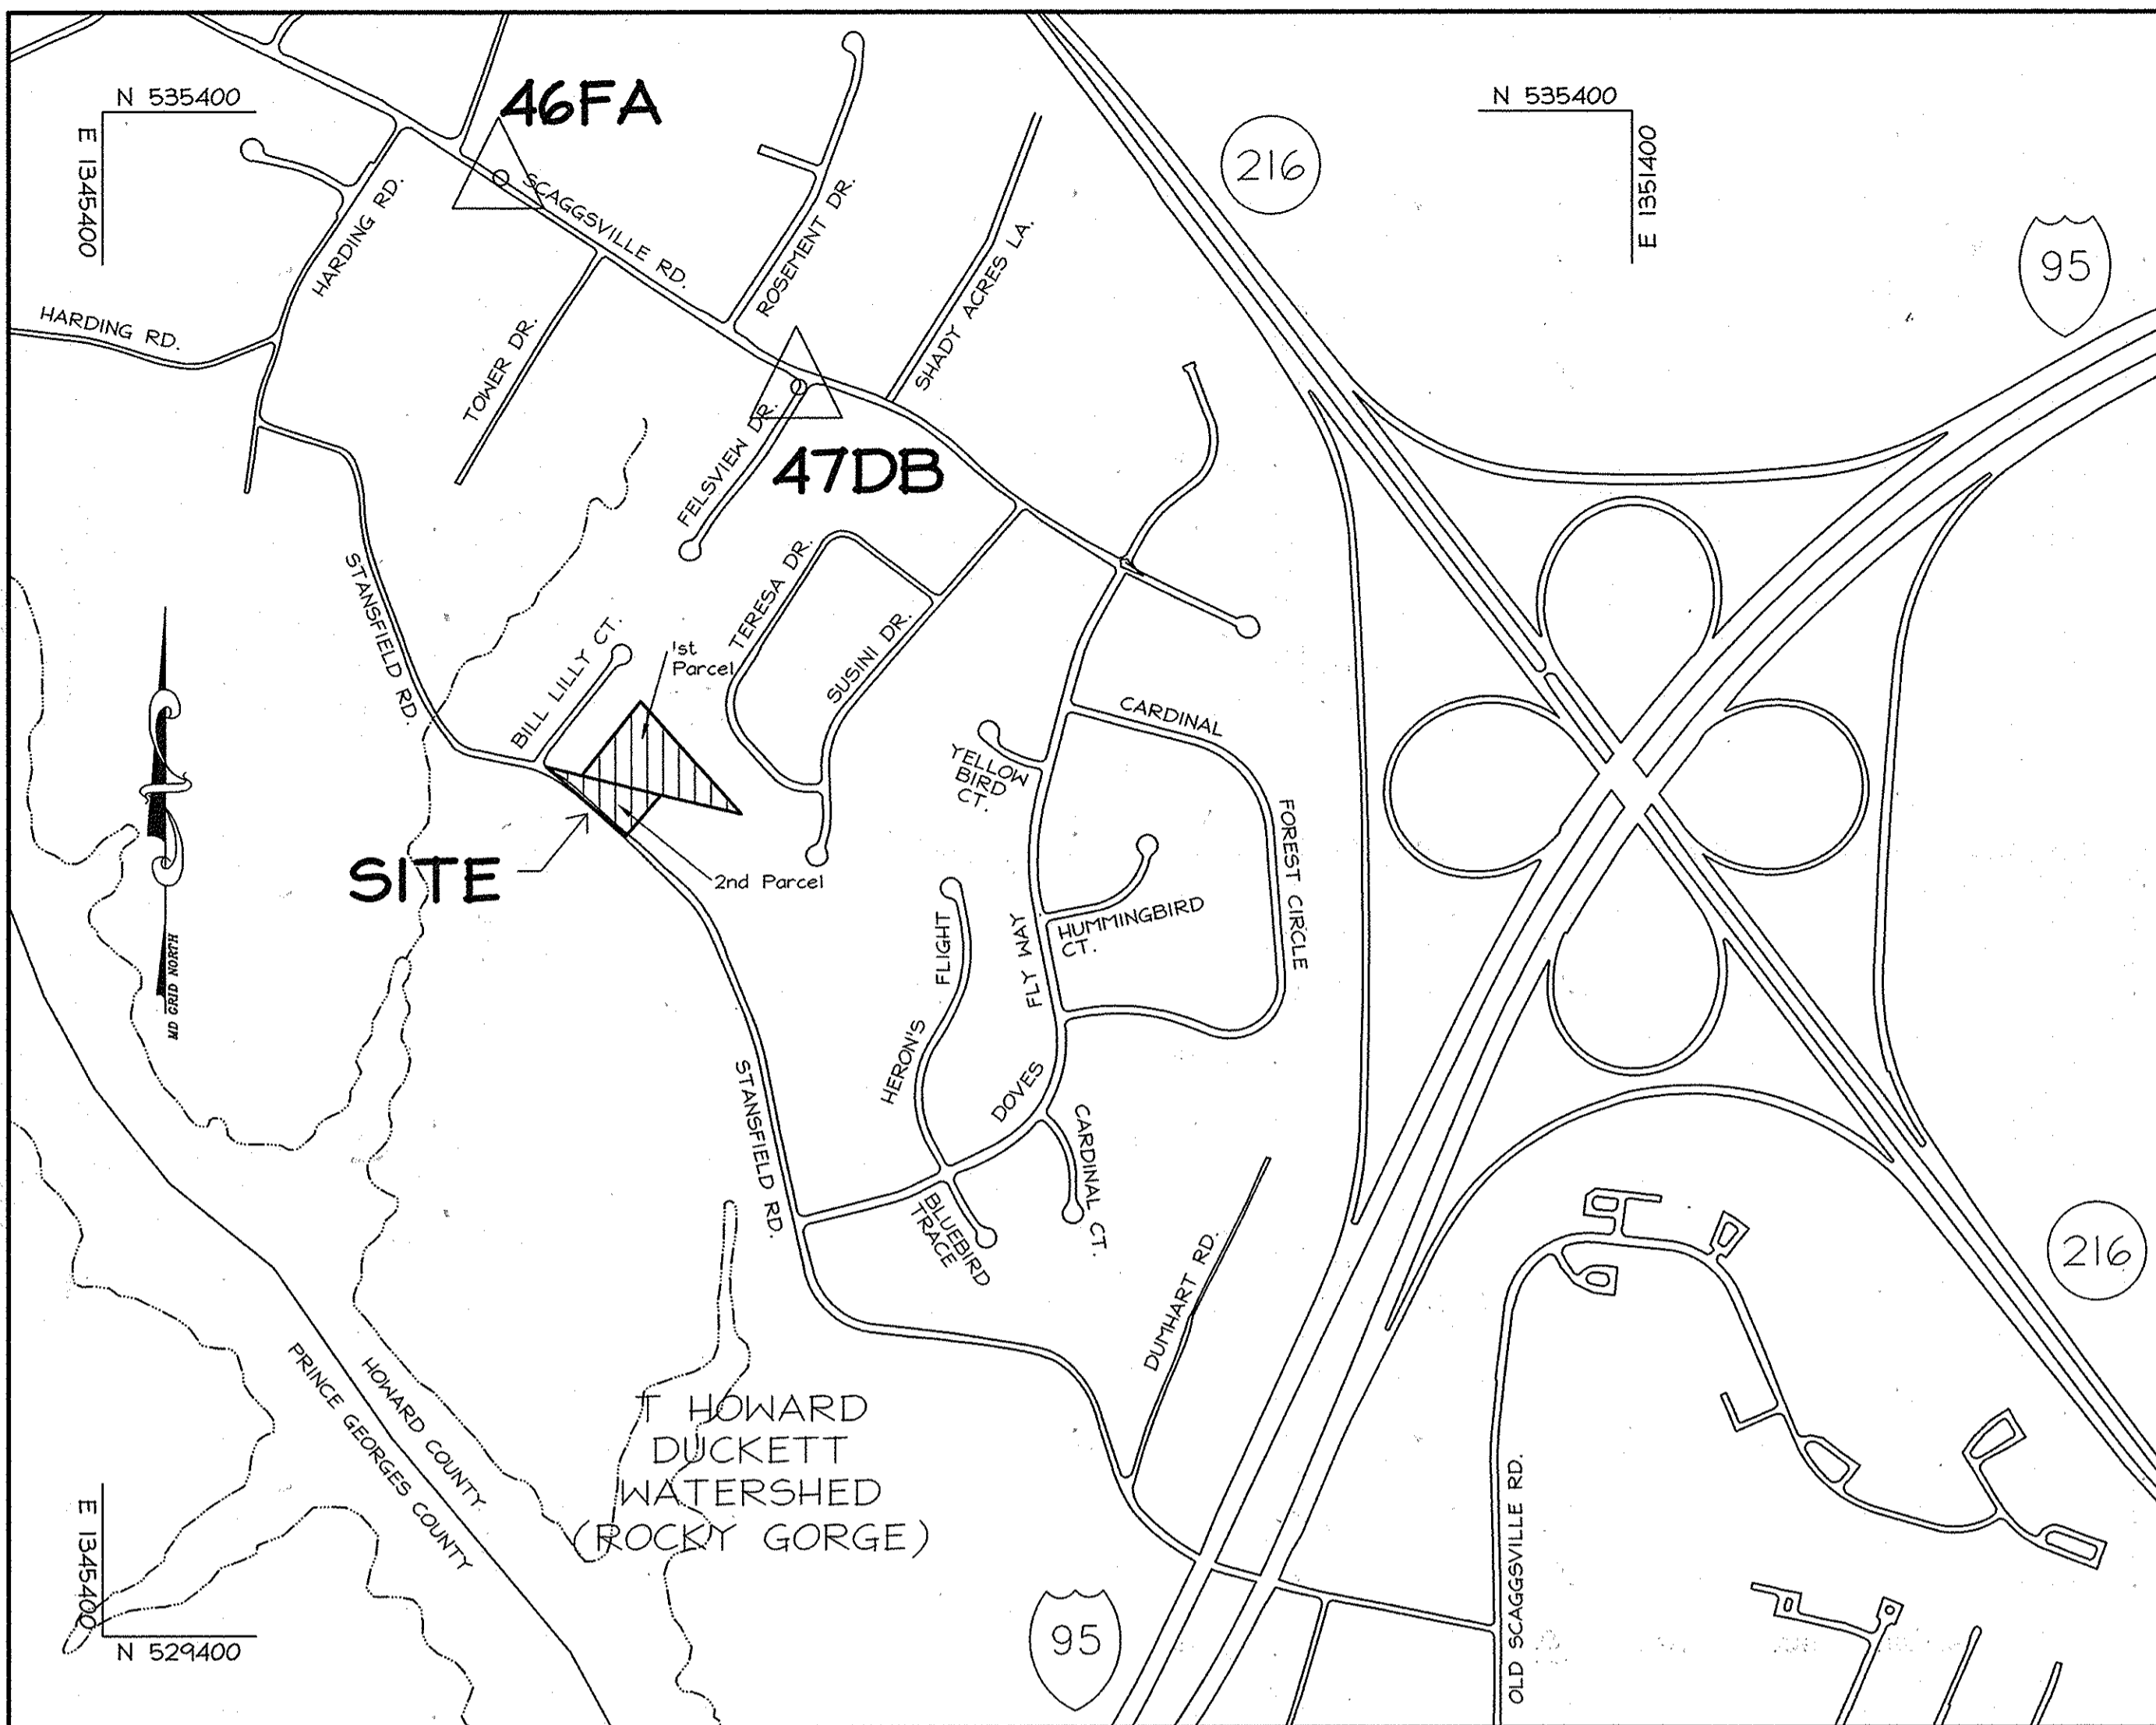 N 535400
E 1345400
46FA
SCAGGSVILLE RD.
HARDING RD.
HARDING RD.
TOWER DR.
ROSEMENT DR.
SHADY ACRES LA.
216
N 535400
E 1351400
95
FELSVIEW DR.
47DB
STANSFIELD RD.
TERESA DR.
SUSINI DR.
BILL LILLY CT.
1st
Parcel
SITE
2nd Parcel
MD GRID NORTH
YELLOW
BIRD
CT.
CARDINAL
FOREST CIRCLE
HUMMINGBIRD
CT.
FLY WAY
DOVES
HERON'S
FLIGHT
STANSFIELD RD.
BLUEBIRD
TRACE
CARDINAL CT.
DUMHART RD.
216
HOWARD COUNTY
PRINCE GEORGES COUNTY
T HOWARD
DUCKETT
WATERSHED
(ROCKY GORGE)
E 1345400
N 529400
95
OLD SCAGGSVILLE RD.